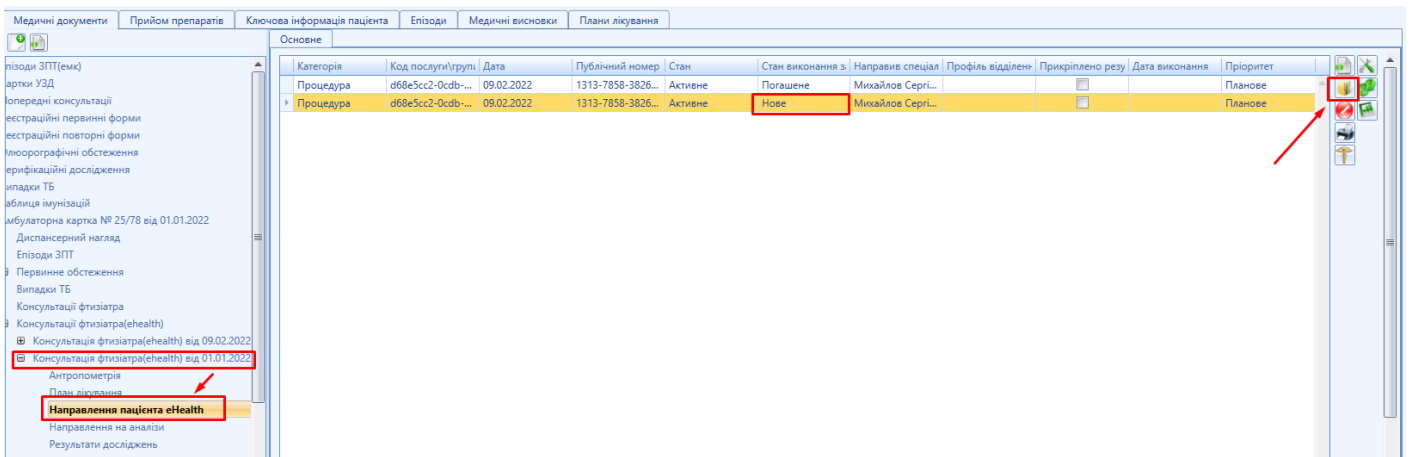 Медичні документи Прийом препаратів Ключова інформація пацієнта Епізоди Медичні висновки Плани лікування
Основне
пізоди ЗПТ(емк)
артки УЗД
опередні консультації
еєстраційні первинні форми
еєстраційні повторні форми
люорографічні обстеження
ерифікаційні дослідження
ипадки ТБ
аблиця імунізацій
мбулаторна картка № 25/78 від 01.01.2022
Диспансерний нагляд
Епізоди ЗПТ
Первинне обстеження
Випадки ТБ
Консультації фтизіатра
Консультації фтизіатра(ehealth)
Консультація фтизіатра(ehealth) від 09.02.2022
Консультація фтизіатра(ehealth) від 01.01.2022
Антропометрія
План лікування
Направлення пацієнта eHealth
Направлення на аналізи
Результати досліджень
Категорія Код послуги\групи Дата Публічний номер Стан Стан виконання за Направив спеціал Профіль відділенн Прикріплено резу Дата виконання Пріоритет
Процедура d68e5cc2-0cdb-... 09.02.2022 1313-7858-3826... Активне Погашене Михайлов Сергі... Планове
Процедура d68e5cc2-0cdb-... 09.02.2022 1313-7858-3826... Активне Нове Михайлов Сергі... Планове